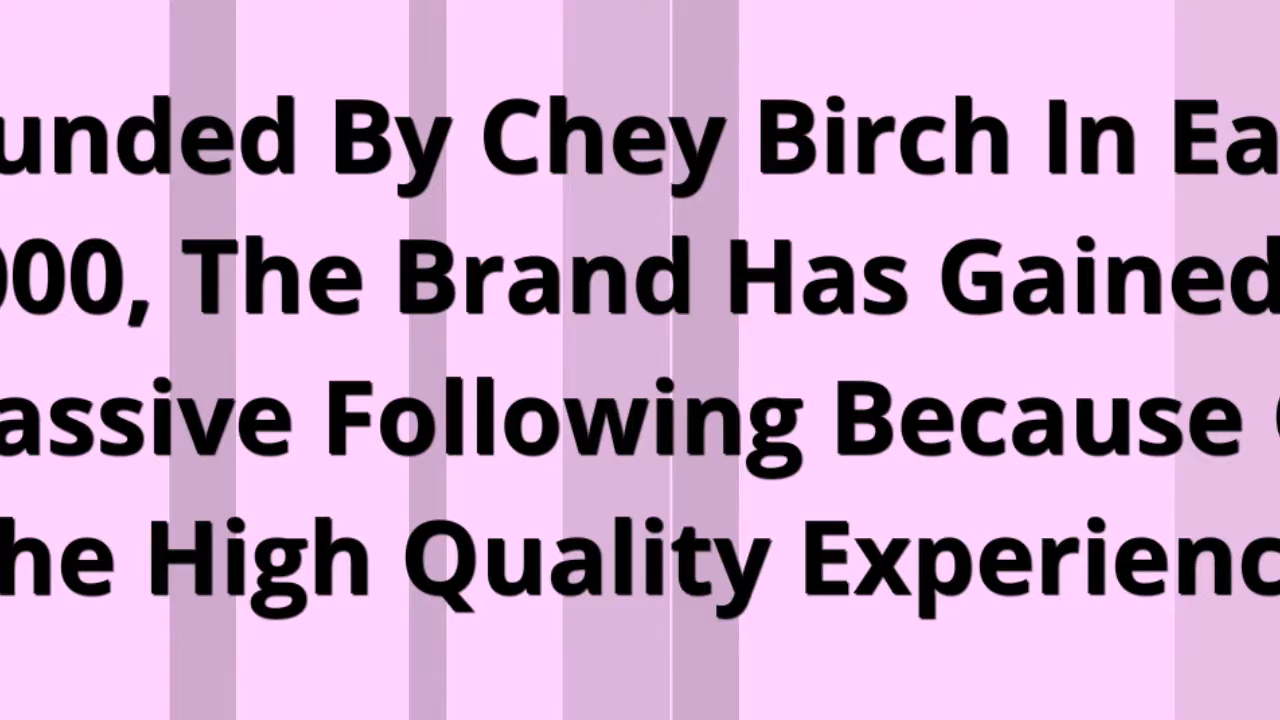 unded By Chey Birch In Ea
000, The Brand Has Gained
assive Following Because
he High Quality Experienc